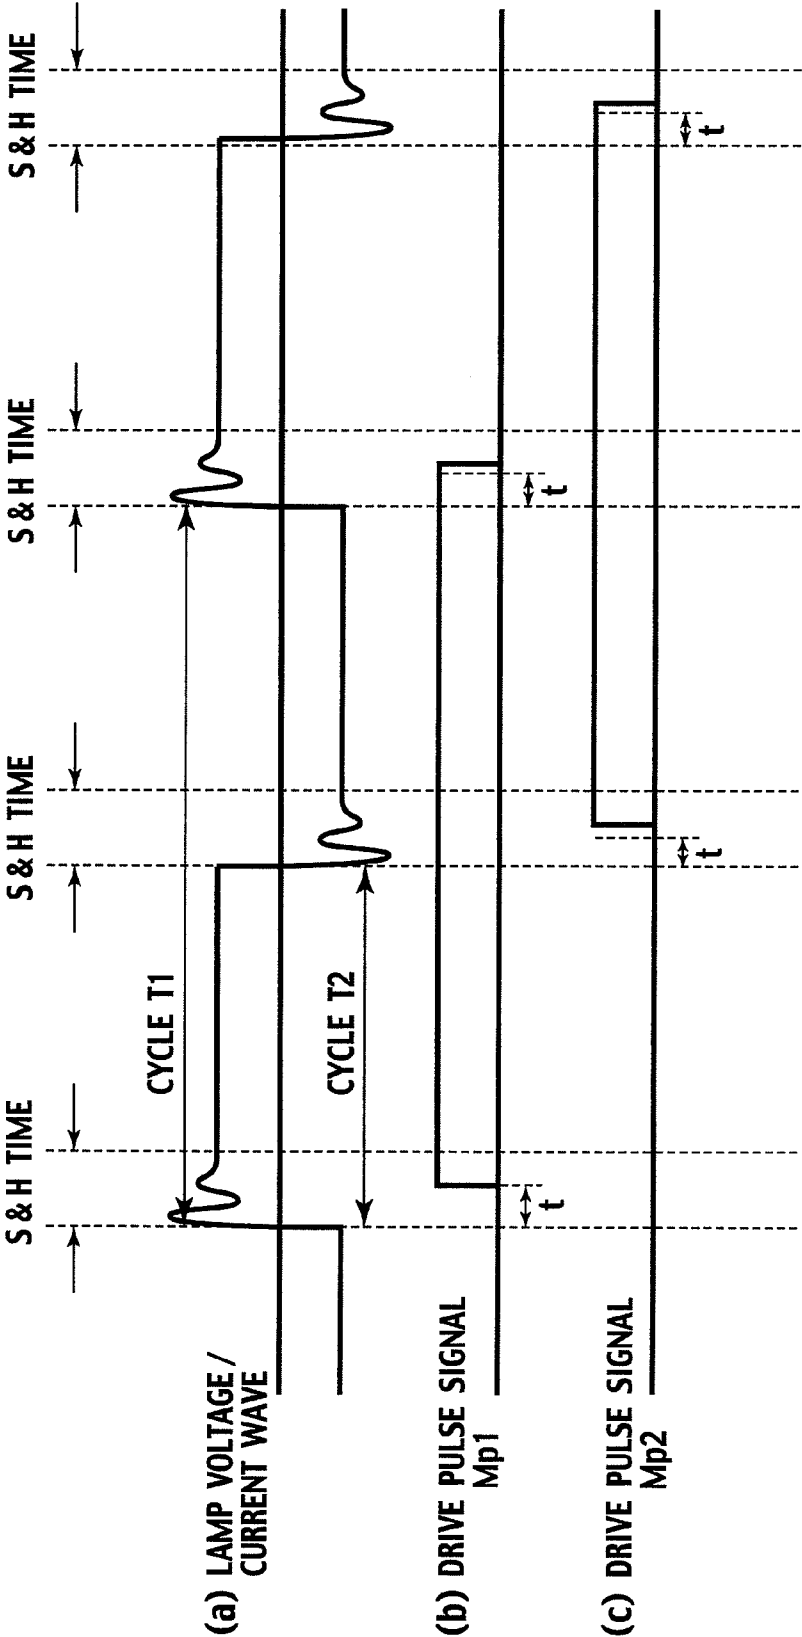 S & H TIME
S & H TIME
S & H TIME
S & H TIME
(a) LAMP VOLTAGE /
CURRENT WAVE
CYCLE T1
CYCLE T2
(b) DRIVE PULSE SIGNAL
Mp1
t
t
(c) DRIVE PULSE SIGNAL
Mp2
t
t